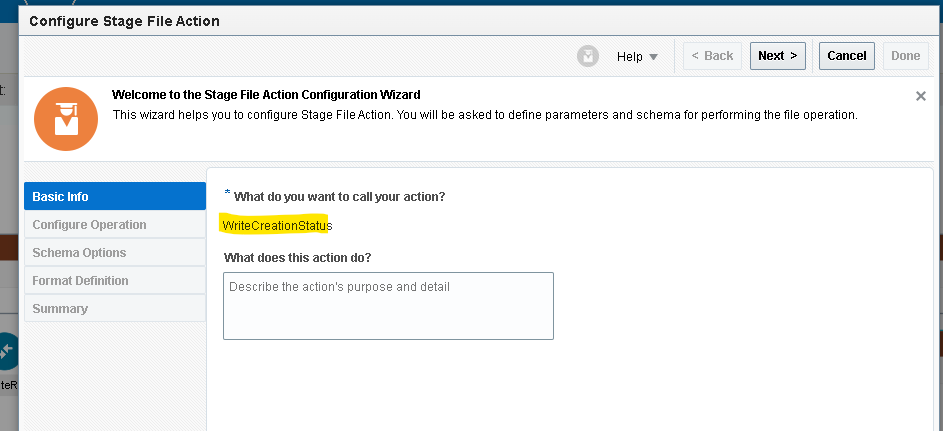 Configure Stage File Action
Help
< Back
Next >
Cancel
Done
Welcome to the Stage File Action Configuration Wizard
This wizard helps you to configure Stage File Action. You will be asked to define parameters and schema for performing the file operation.
Basic Info
Configure Operation
Schema Options
Format Definition
Summary
* What do you want to call your action?
WriteCreationStatus
What does this action do?
Describe the action's purpose and detail
t:
teR